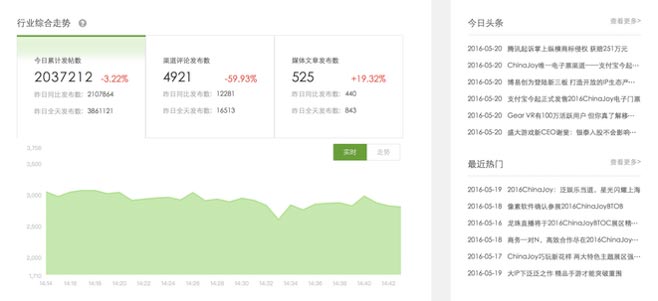 行业综合走势 ?
今日累计发帖数
2037212 -3.22%
昨日同比发布数: 2107864
昨日全天发布数: 3861121
渠道评论发布数
4921 -59.93%
昨日同比发布数: 12281
昨日全天发布数: 16513
媒体文章发布数
525 +19.32%
昨日同比发布数: 440
昨日全天发布数: 843
实时 走势
3,708
3,500
3,000
2,500
2,000
1,710
14:14 14:16 14:18 14:20 14:22 14:24 14:26 14:28 14:30 14:32 14:34 14:36 14:38 14:40 14:42
今日头条 查看更多>
2016-05-20 腾讯起诉掌上纵横商标侵权 获赔251万元
2016-05-20 ChinaJoy唯一电子票渠道——支付宝今起…
2016-05-20 博易创为登陆新三板 打造开放的IP生态产…
2016-05-20 支付宝今起正式发售2016ChinaJoy电子门票
2016-05-20 Gear VR有100万活跃用户 但你真了解移…
2016-05-20 盛大游戏新CEO谢斐：恒泰入股不会影响…
最近热门 查看更多>
2016-05-19 2016ChinaJoy：泛娱乐当道，星光闪耀上海
2016-05-18 像素软件确认参展2016ChinaJoyBTOB
2016-05-16 龙珠直播将于2016ChinaJoyBTOC展区精…
2016-05-18 商务一对N，高效合作尽在2016ChinaJoy…
2016-05-17 ChinaJoy巧玩新花样 两大特色主题展区强…
2016-05-19 大IP下泛泛之作 精品手游才能突破重围